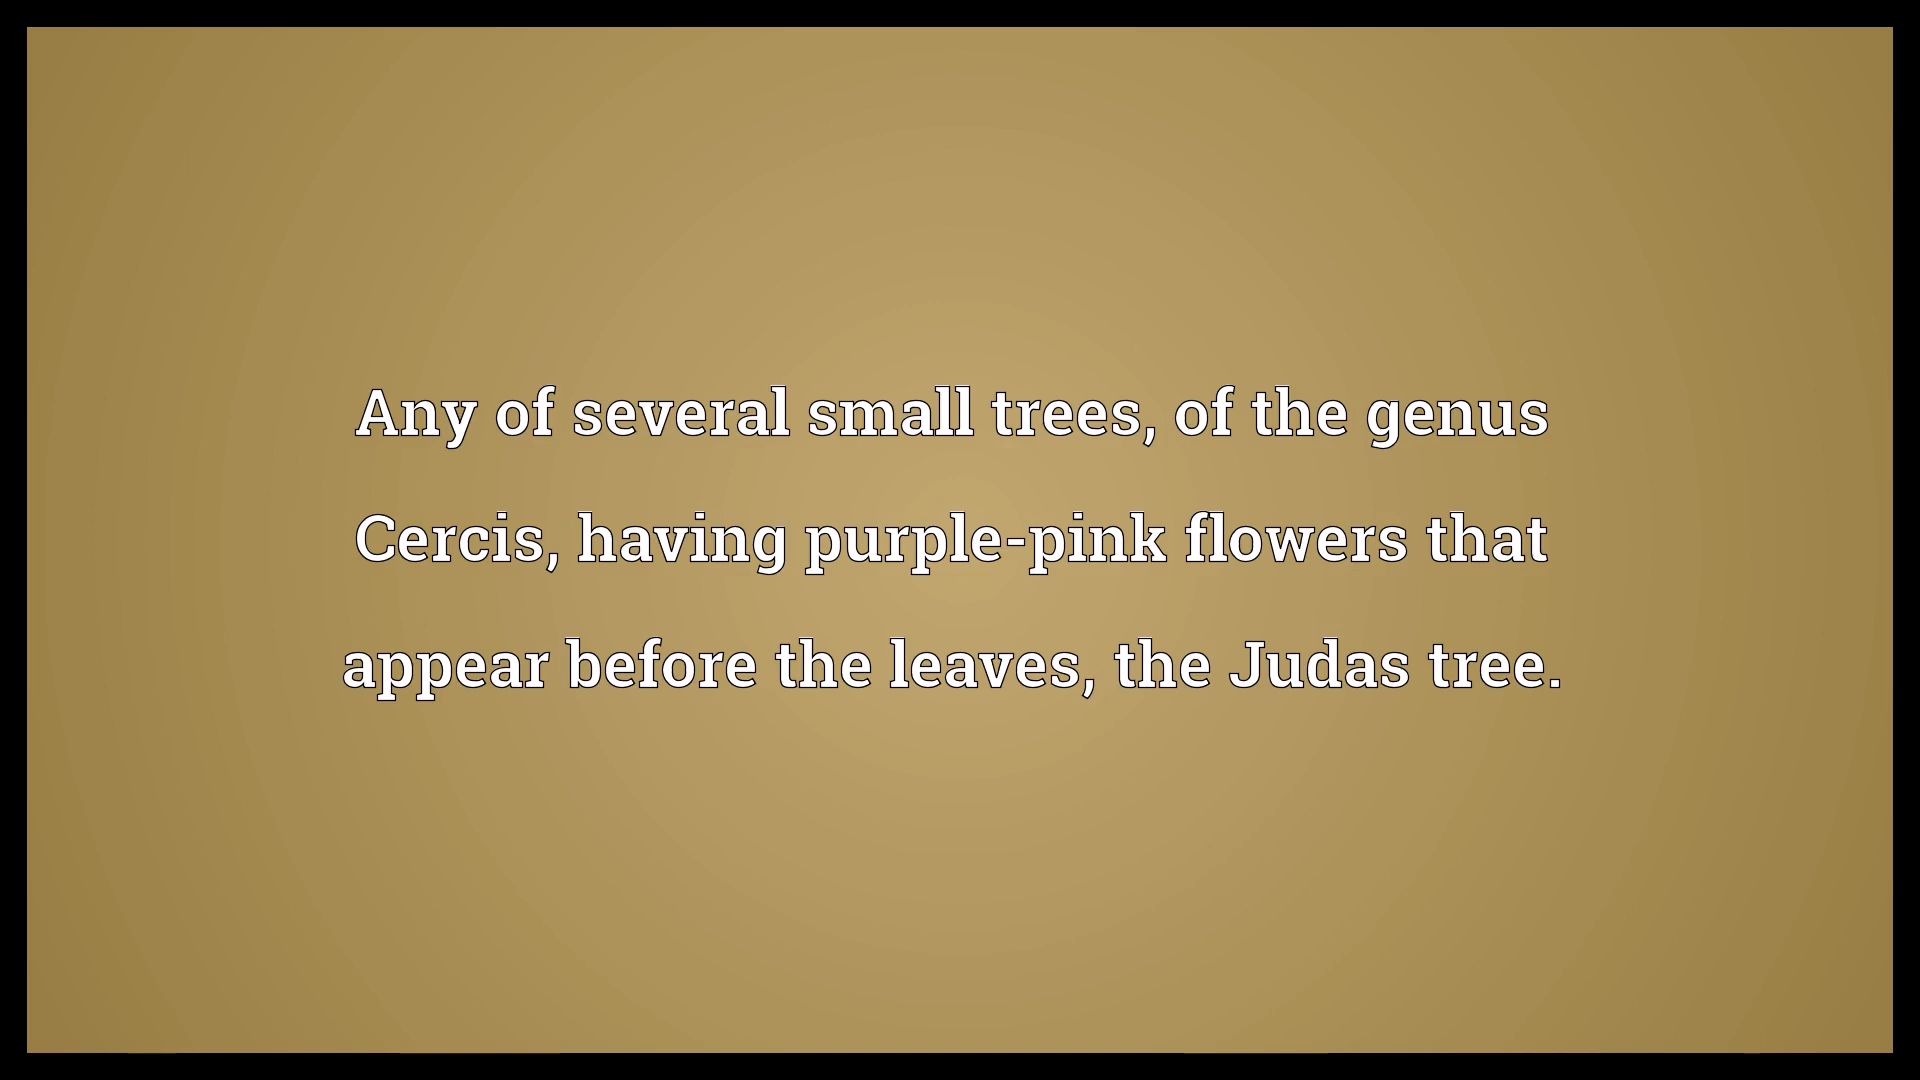 Any of several small trees, of the genus
Cercis, having purple-pink flowers that
appear before the leaves, the Judas tree.